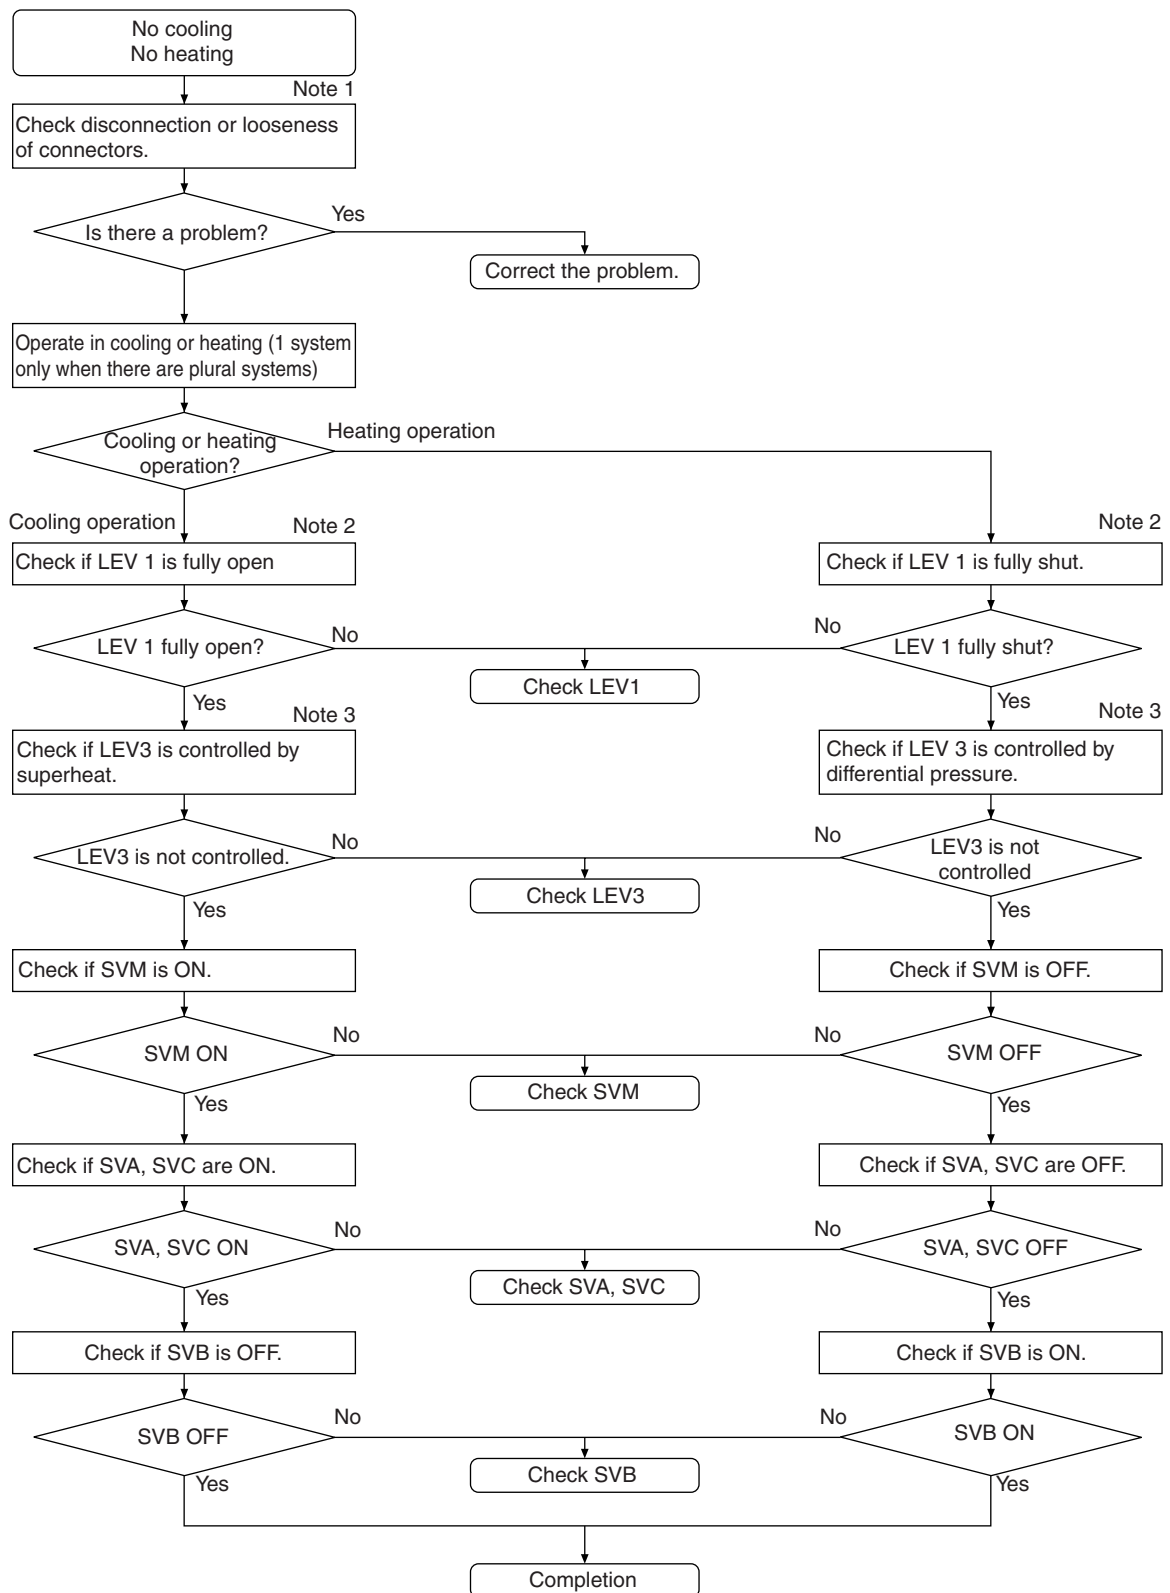 No cooling
No heating
Note 1
Check disconnection or looseness
of connectors.
Is there a problem?
Yes
Correct the problem.
Operate in cooling or heating (1 system
only when there are plural systems)
Cooling or heating
operation?
Heating operation
Cooling operation
Note 2
Note 2
Check if LEV 1 is fully open
Check if LEV 1 is fully shut.
LEV 1 fully open?
No
No
LEV 1 fully shut?
Check LEV1
Yes
Yes
Note 3
Note 3
Check if LEV3 is controlled by
superheat.
Check if LEV 3 is controlled by
differential pressure.
LEV3 is not controlled.
No
No
LEV3 is not
controlled
Check LEV3
Yes
Yes
Check if SVM is ON.
Check if SVM is OFF.
SVM ON
No
No
SVM OFF
Check SVM
Yes
Yes
Check if SVA, SVC are ON.
Check if SVA, SVC are OFF.
SVA, SVC ON
No
No
SVA, SVC OFF
Check SVA, SVC
Yes
Yes
Check if SVB is OFF.
Check if SVB is ON.
SVB OFF
No
No
SVB ON
Check SVB
Yes
Yes
Completion